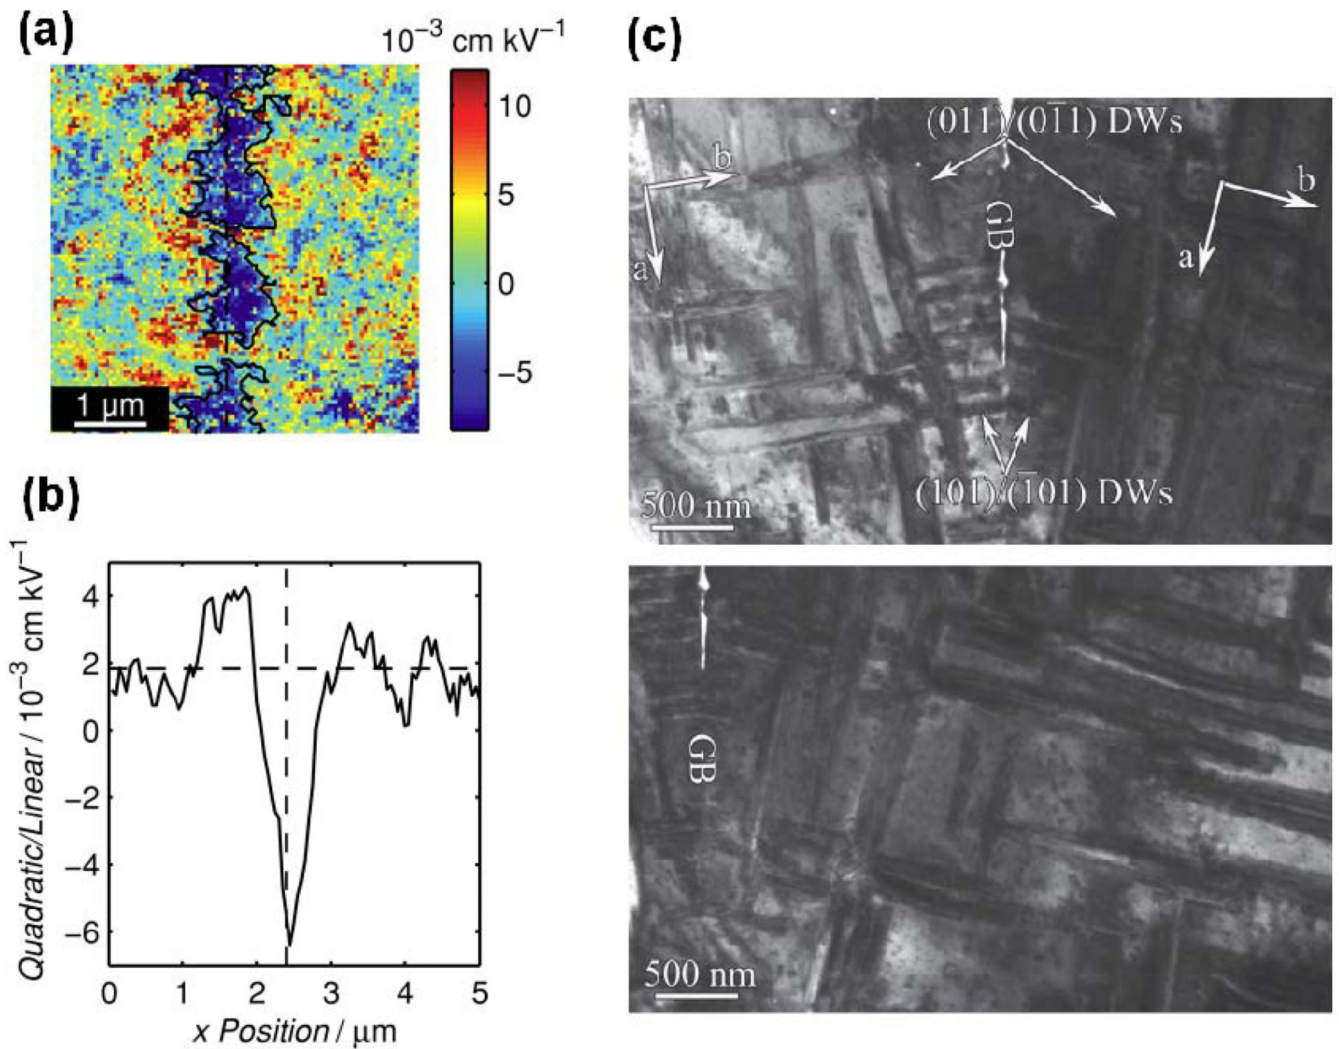 (a)
10⁻³ cm kV⁻¹
10
5
0
−5
1 µm
(b)
Quadratic/Linear / 10⁻³ cm kV⁻¹
4
2
0
−2
−4
−6
0 1 2 3 4 5
x Position / µm
(c)
(011)/(01̅1) DWs
b
a
GB
b
a
(101)/(1̅01) DWs
500 nm
GB
500 nm